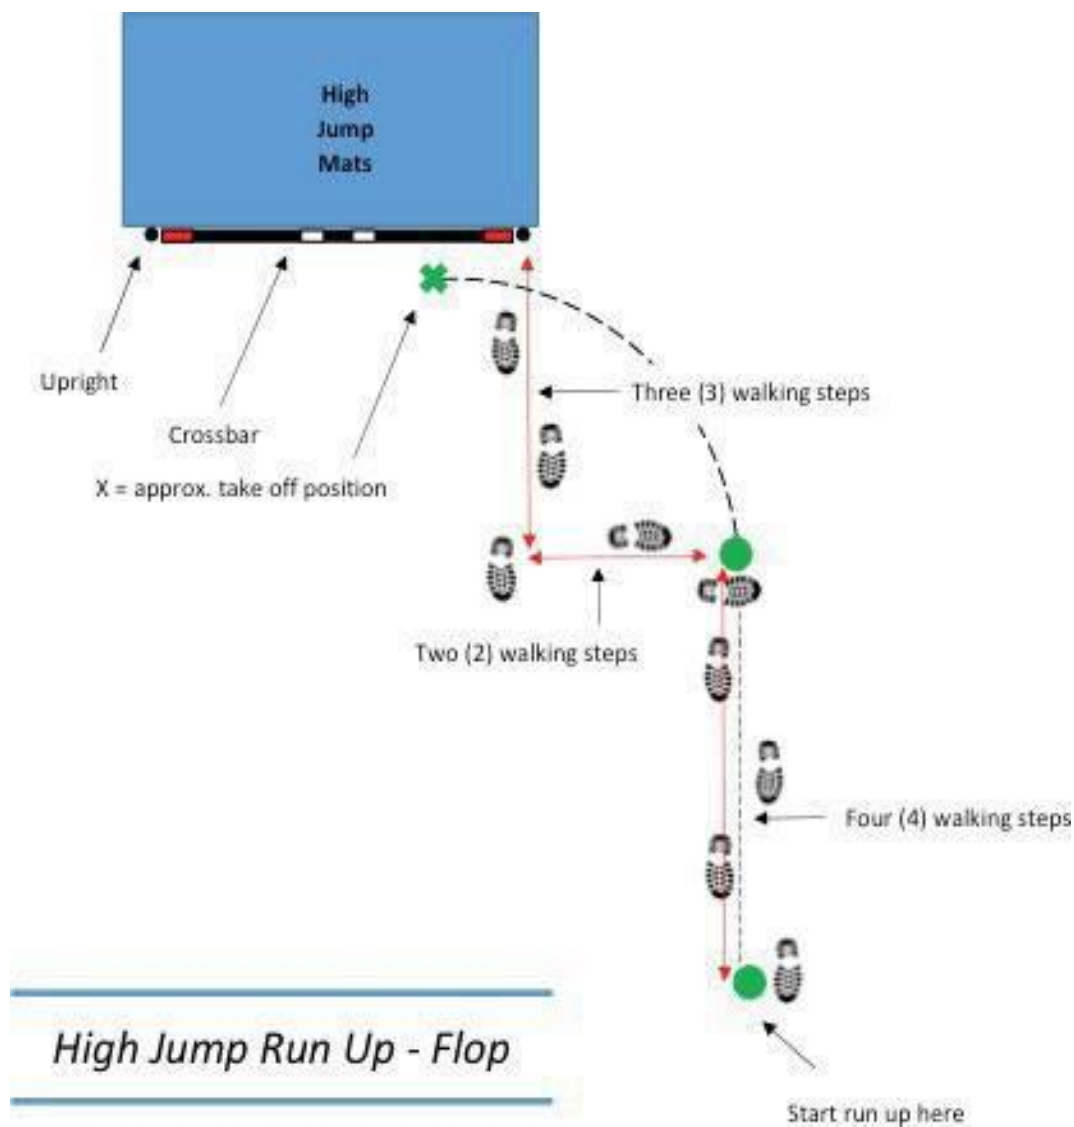 High
Jump
Mats
Upright
Three (3) walking steps
Crossbar
X = approx. take off position
Two (2) walking steps
Four (4) walking steps
High Jump Run Up - Flop
Start run up here